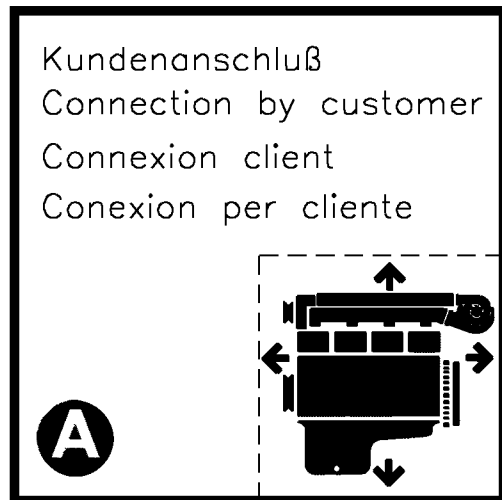 Kundenanschluß
Connection by customer
Connexion client
Conexion per cliente
A